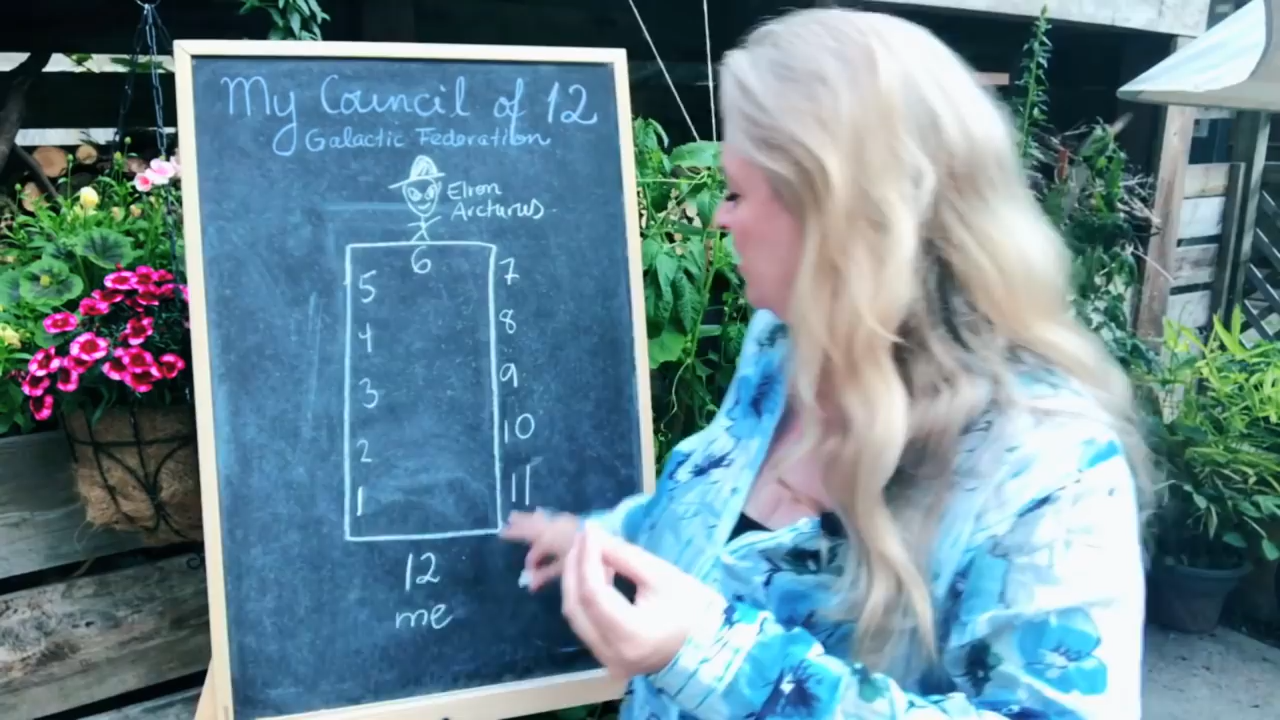 My Council of 12
Galactic Federation
Elron
Arcturus
6
5 7
4 8
3 9
2 10
1 11
12
me